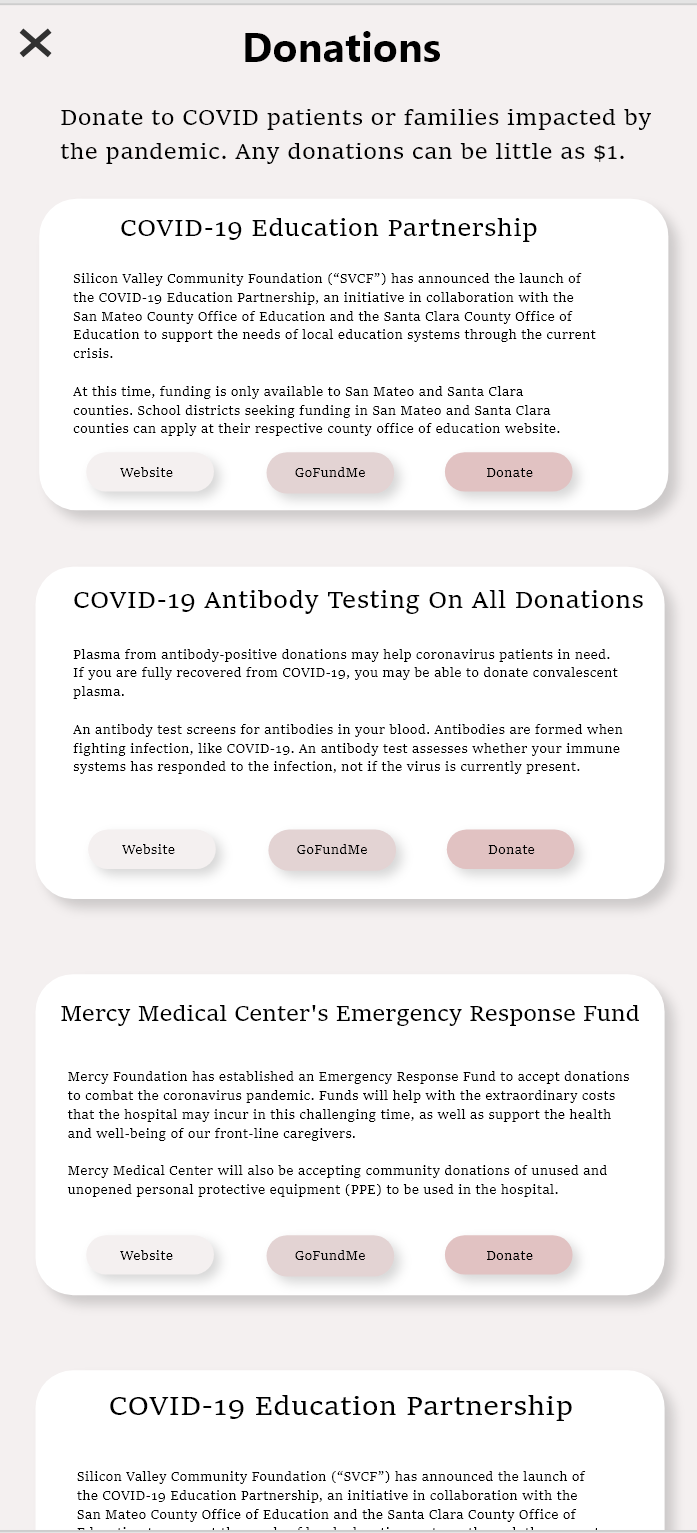 Donations
Donate to COVID patients or families impacted by
the pandemic. Any donations can be little as $1.
COVID-19 Education Partnership
Silicon Valley Community Foundation (“SVCF”) has announced the launch of
the COVID-19 Education Partnership, an initiative in collaboration with the
San Mateo County Office of Education and the Santa Clara County Office of
Education to support the needs of local education systems through the current
crisis.
At this time, funding is only available to San Mateo and Santa Clara
counties. School districts seeking funding in San Mateo and Santa Clara
counties can apply at their respective county office of education website.
Website GoFundMe Donate
COVID-19 Antibody Testing On All Donations
Plasma from antibody-positive donations may help coronavirus patients in need.
If you are fully recovered from COVID-19, you may be able to donate convalescent
plasma.
An antibody test screens for antibodies in your blood. Antibodies are formed when
fighting infection, like COVID-19. An antibody test assesses whether your immune
systems has responded to the infection, not if the virus is currently present.
Website GoFundMe Donate
Mercy Medical Center's Emergency Response Fund
Mercy Foundation has established an Emergency Response Fund to accept donations
to combat the coronavirus pandemic. Funds will help with the extraordinary costs
that the hospital may incur in this challenging time, as well as support the health
and well-being of our front-line caregivers.
Mercy Medical Center will also be accepting community donations of unused and
unopened personal protective equipment (PPE) to be used in the hospital.
Website GoFundMe Donate
COVID-19 Education Partnership
Silicon Valley Community Foundation (“SVCF”) has announced the launch of
the COVID-19 Education Partnership, an initiative in collaboration with the
San Mateo County Office of Education and the Santa Clara County Office of